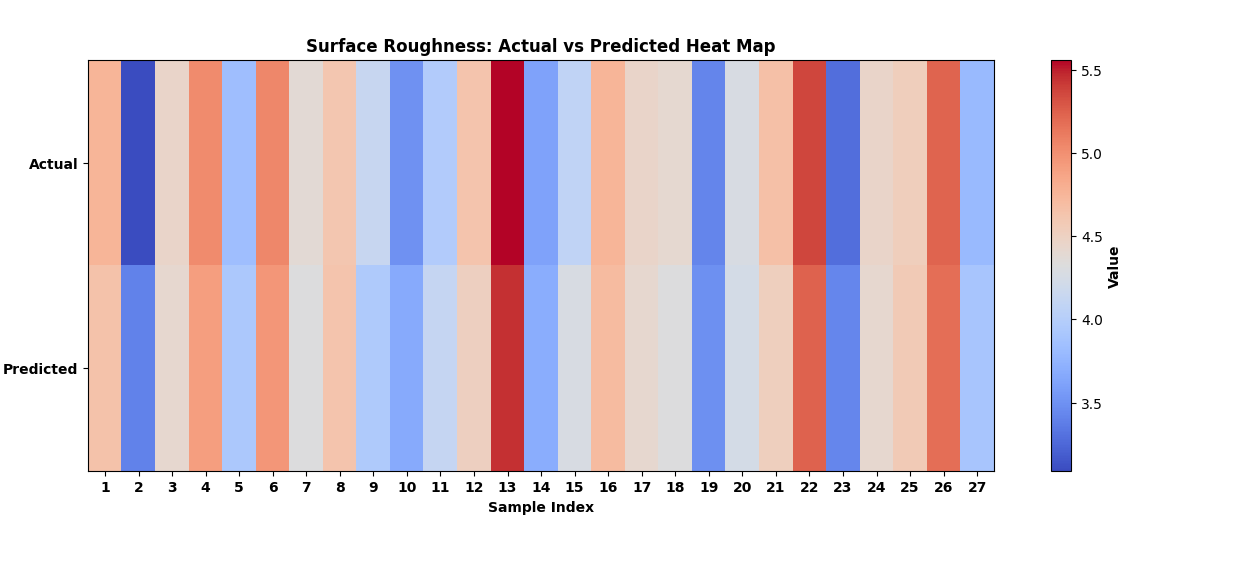 Surface Roughness: Actual vs Predicted Heat Map
Actual
Predicted
1 2 3 4 5 6 7 8 9 10 11 12 13 14 15 16 17 18 19 20 21 22 23 24 25 26 27
Sample Index
5.5
5.0
4.5
4.0
3.5
Value